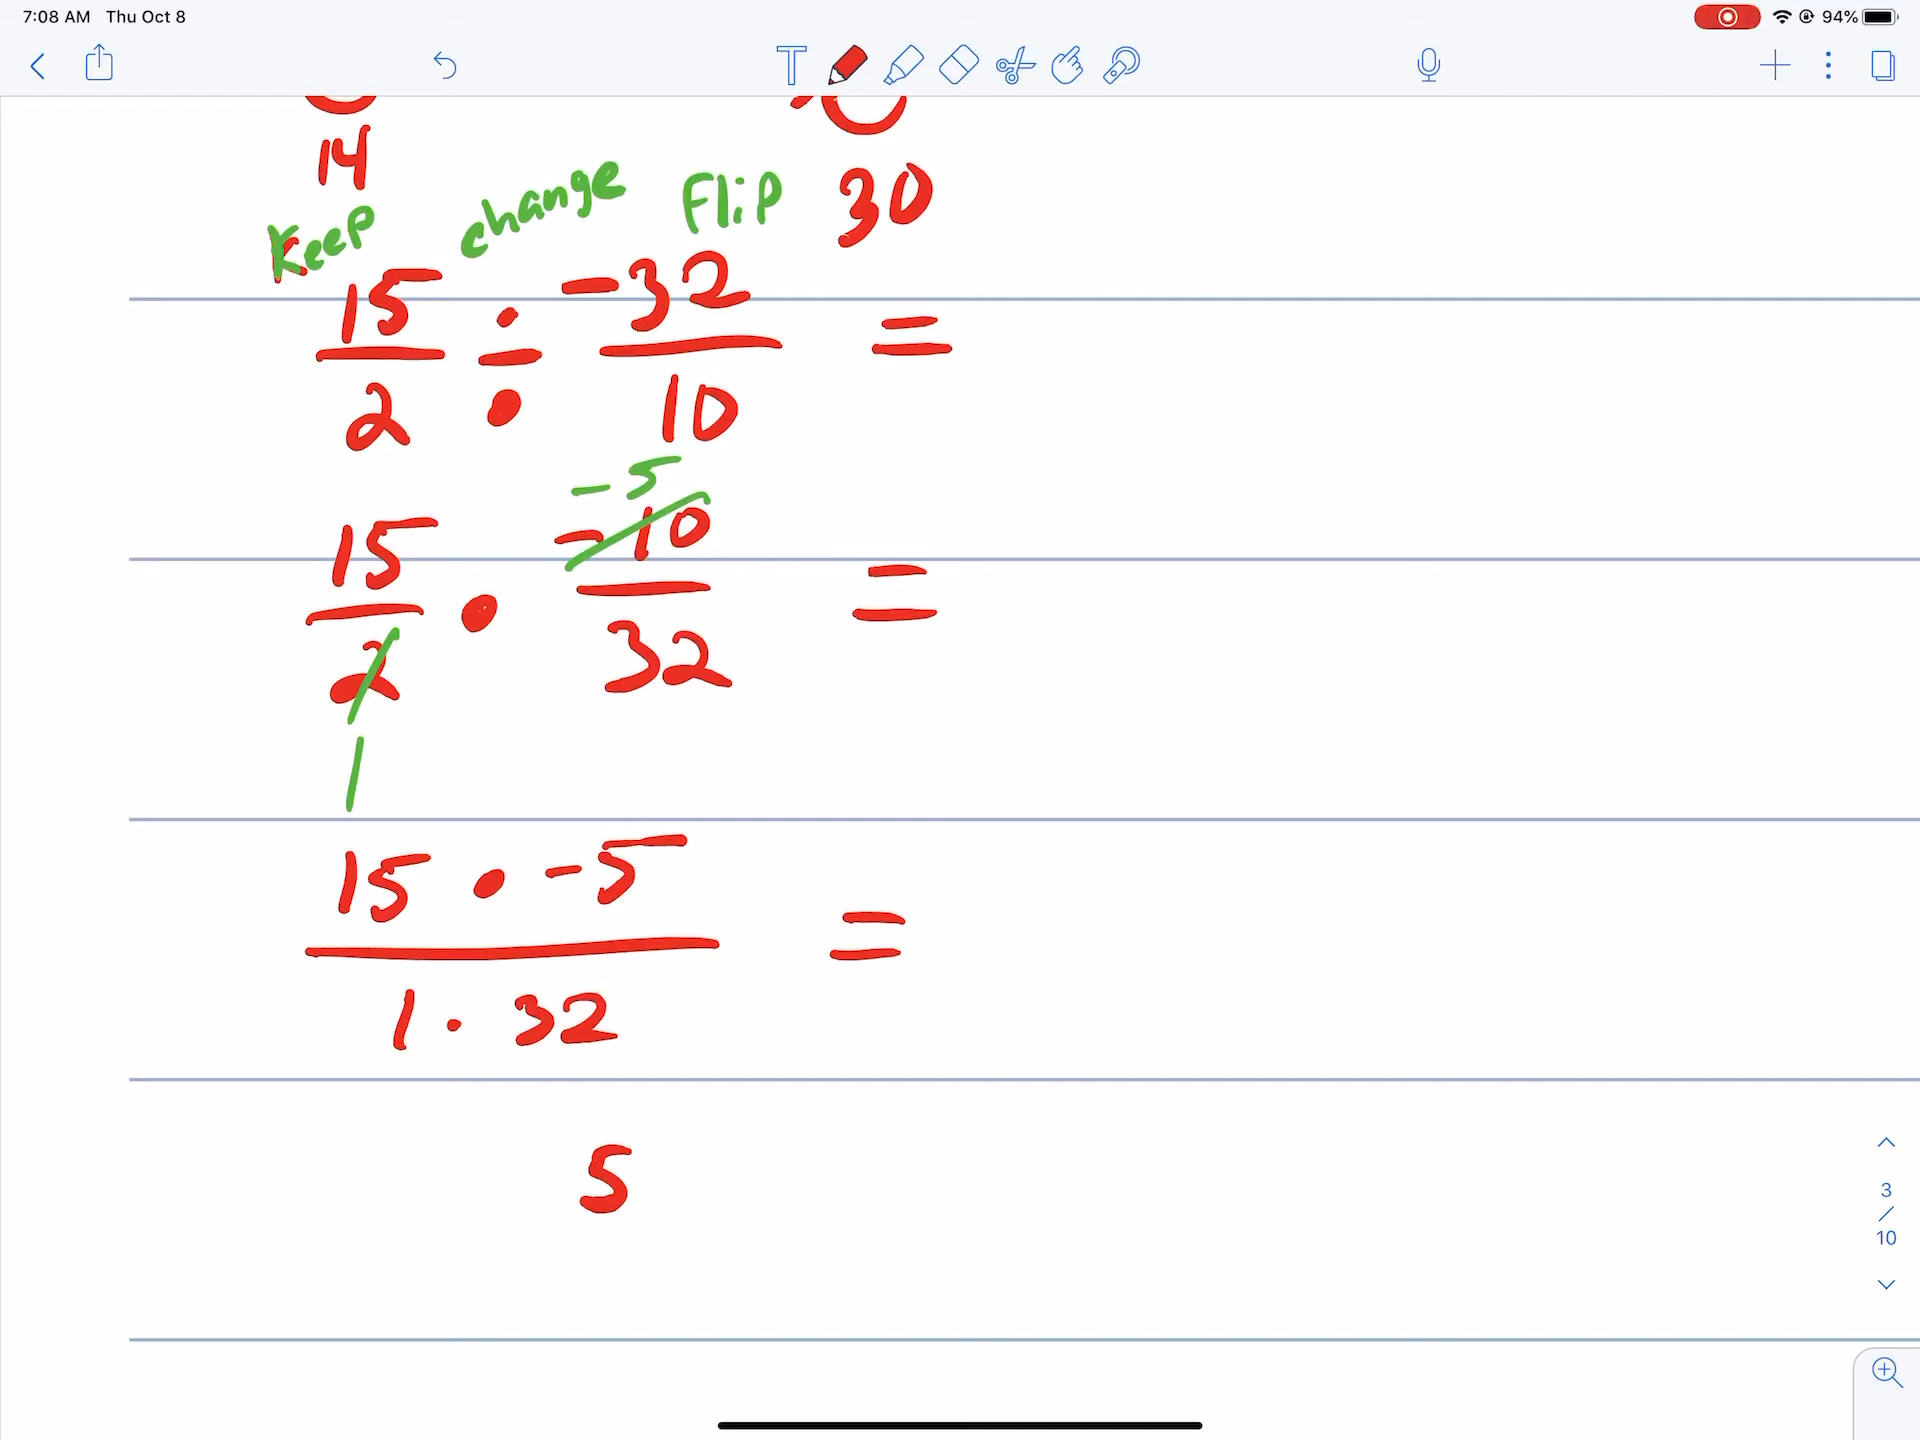 7:08 AM Thu Oct 8 94%
14
30
Keep change Flip
15/2 ÷ -32/10 =
-5
15/2 • -10/32 =
1
15 • -5
=
1 · 32
5
3
/
10